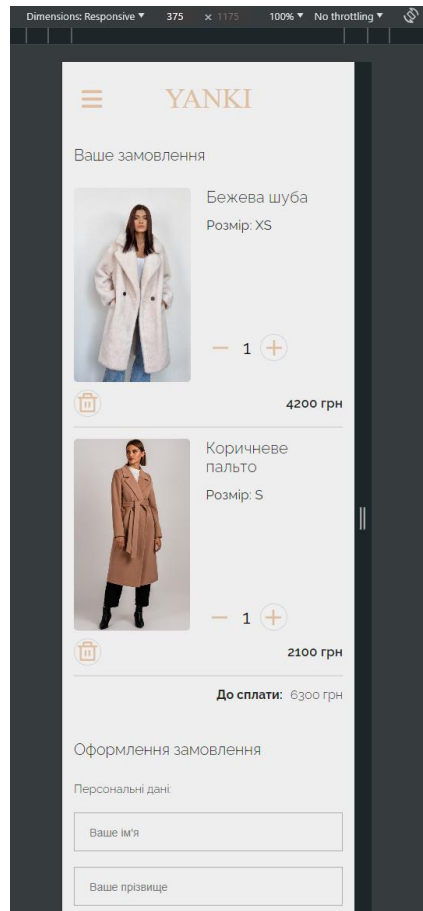 Dimensions: Responsive ▼ 375 × 1175 100% ▼ No throttling ▼
YANKI
Ваше замовлення
Бежева шуба
Розмір: XS
1
4200 грн
Коричневе
пальто
Розмір: S
1
2100 грн
До сплати: 6300 грн
Оформлення замовлення
Персональні дані:
Ваше ім'я
Ваше прізвище